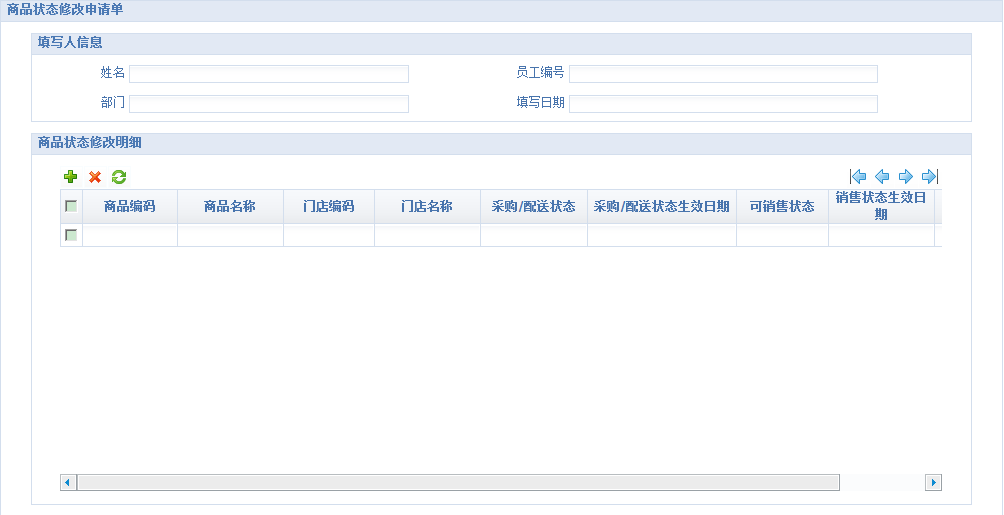 商品状态修改申请单
填写人信息
姓名
员工编号
部门
填写日期
商品状态修改明细
商品编码
商品名称
门店编码
门店名称
采购/配送状态
采购/配送状态生效日期
可销售状态
销售状态生效日
期